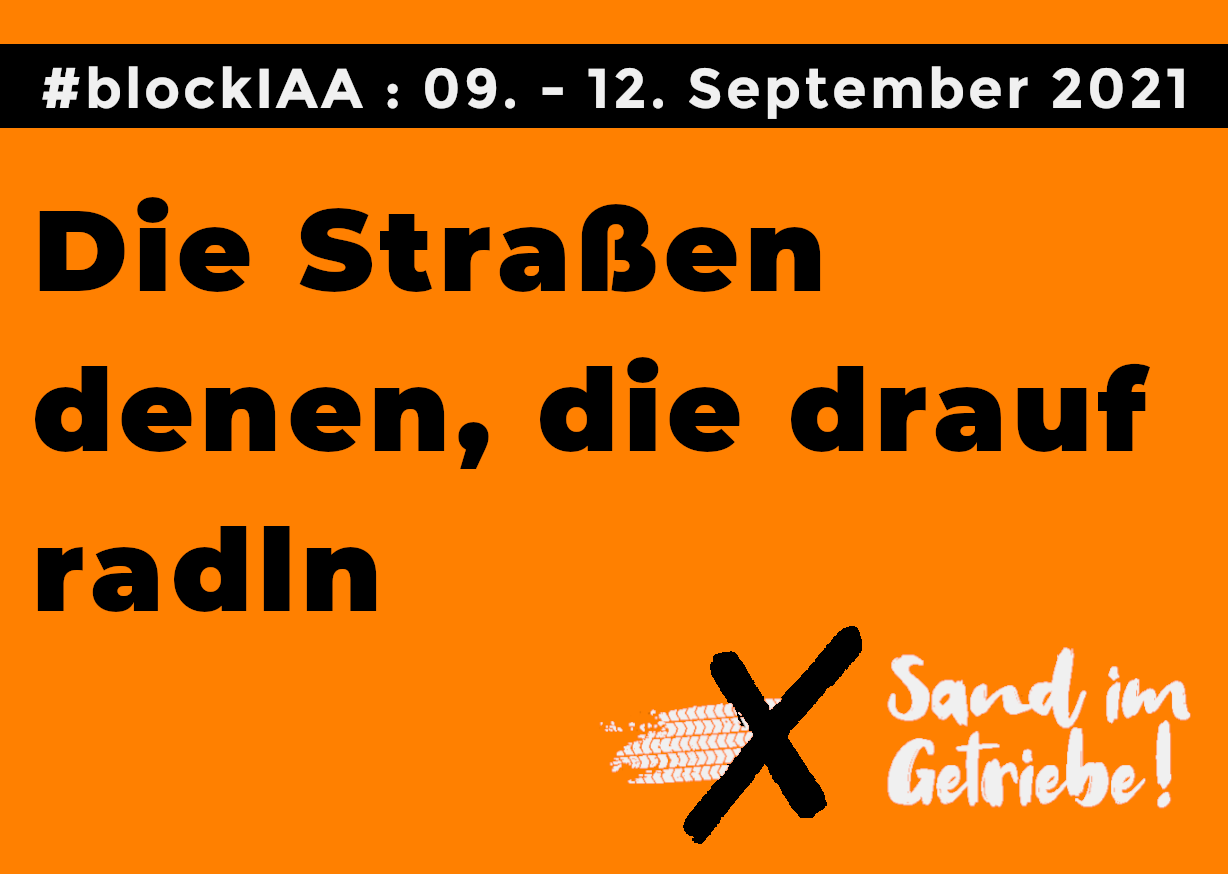 #blockIAA : 09. - 12. September 2021
Die Straßen
denen, die drauf
radln
Sand im
Getriebe!